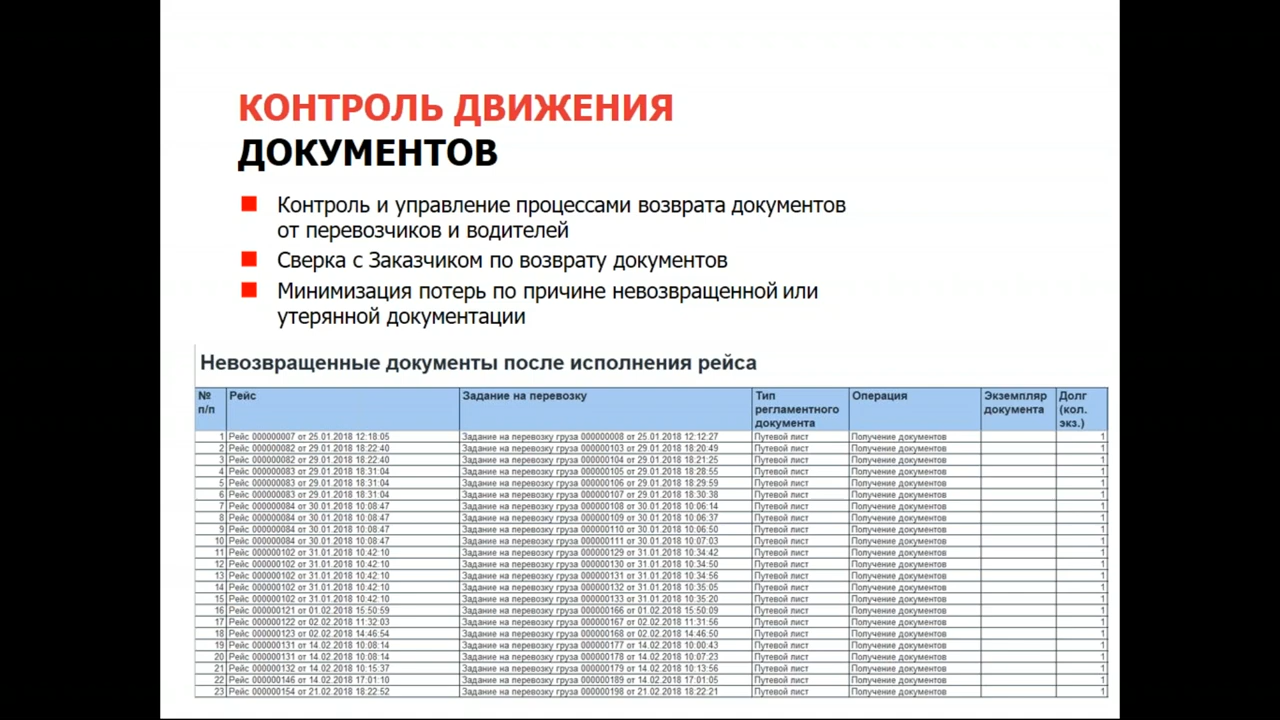 КОНТРОЛЬ ДВИЖЕНИЯ
ДОКУМЕНТОВ
Контроль и управление процессами возврата документов
от перевозчиков и водителей
Сверка с Заказчиком по возврату документов
Минимизация потерь по причине невозвращенной или
утерянной документации
Невозвращенные документы после исполнения рейса
№ п/п Рейс Задание на перевозку Тип регламентного документа Операция Экземпляр документа Долг (кол. экз.)
1 Рейс 000000007 от 25.01.2018 12:18:05 Задание на перевозку груза 000000008 от 25.01.2018 12:12:27 Путевой лист Получение документов 1
2 Рейс 000000082 от 29.01.2018 18:22:40 Задание на перевозку груза 000000103 от 29.01.2018 18:20:49 Путевой лист Получение документов 1
3 Рейс 000000082 от 29.01.2018 18:22:40 Задание на перевозку груза 000000104 от 29.01.2018 18:21:25 Путевой лист Получение документов 1
4 Рейс 000000083 от 29.01.2018 18:31:04 Задание на перевозку груза 000000105 от 29.01.2018 18:28:55 Путевой лист Получение документов 1
5 Рейс 000000083 от 29.01.2018 18:31:04 Задание на перевозку груза 000000106 от 29.01.2018 18:29:59 Путевой лист Получение документов 1
6 Рейс 000000083 от 29.01.2018 18:31:04 Задание на перевозку груза 000000107 от 29.01.2018 18:30:38 Путевой лист Получение документов 1
7 Рейс 000000084 от 30.01.2018 10:08:47 Задание на перевозку груза 000000108 от 30.01.2018 10:06:14 Путевой лист Получение документов 1
8 Рейс 000000084 от 30.01.2018 10:08:47 Задание на перевозку груза 000000109 от 30.01.2018 10:06:37 Путевой лист Получение документов 1
9 Рейс 000000084 от 30.01.2018 10:08:47 Задание на перевозку груза 000000110 от 30.01.2018 10:06:50 Путевой лист Получение документов 1
10 Рейс 000000084 от 30.01.2018 10:08:47 Задание на перевозку груза 000000111 от 30.01.2018 10:07:03 Путевой лист Получение документов 1
11 Рейс 000000102 от 31.01.2018 10:42:10 Задание на перевозку груза 000000129 от 31.01.2018 10:34:42 Путевой лист Получение документов 1
12 Рейс 000000102 от 31.01.2018 10:42:10 Задание на перевозку груза 000000130 от 31.01.2018 10:34:50 Путевой лист Получение документов 1
13 Рейс 000000102 от 31.01.2018 10:42:10 Задание на перевозку груза 000000131 от 31.01.2018 10:34:56 Путевой лист Получение документов 1
14 Рейс 000000102 от 31.01.2018 10:42:10 Задание на перевозку груза 000000132 от 31.01.2018 10:35:05 Путевой лист Получение документов 1
15 Рейс 000000102 от 31.01.2018 10:42:10 Задание на перевозку груза 000000133 от 31.01.2018 10:35:20 Путевой лист Получение документов 1
16 Рейс 000000121 от 01.02.2018 15:50:59 Задание на перевозку груза 000000166 от 01.02.2018 15:50:09 Путевой лист Получение документов 1
17 Рейс 000000122 от 02.02.2018 11:32:03 Задание на перевозку груза 000000167 от 02.02.2018 11:31:56 Путевой лист Получение документов 1
18 Рейс 000000123 от 02.02.2018 14:46:54 Задание на перевозку груза 000000168 от 02.02.2018 14:46:50 Путевой лист Получение документов 1
19 Рейс 000000131 от 14.02.2018 10:08:14 Задание на перевозку груза 000000177 от 14.02.2018 10:00:43 Путевой лист Получение документов 1
20 Рейс 000000131 от 14.02.2018 10:08:14 Задание на перевозку груза 000000178 от 14.02.2018 10:07:23 Путевой лист Получение документов 1
21 Рейс 000000132 от 14.02.2018 10:15:37 Задание на перевозку груза 000000179 от 14.02.2018 10:13:56 Путевой лист Получение документов 1
22 Рейс 000000146 от 14.02.2018 17:01:10 Задание на перевозку груза 000000189 от 14.02.2018 17:01:05 Путевой лист Получение документов 1
23 Рейс 000000154 от 21.02.2018 18:22:52 Задание на перевозку груза 000000198 от 21.02.2018 18:22:21 Путевой лист Получение документов 1